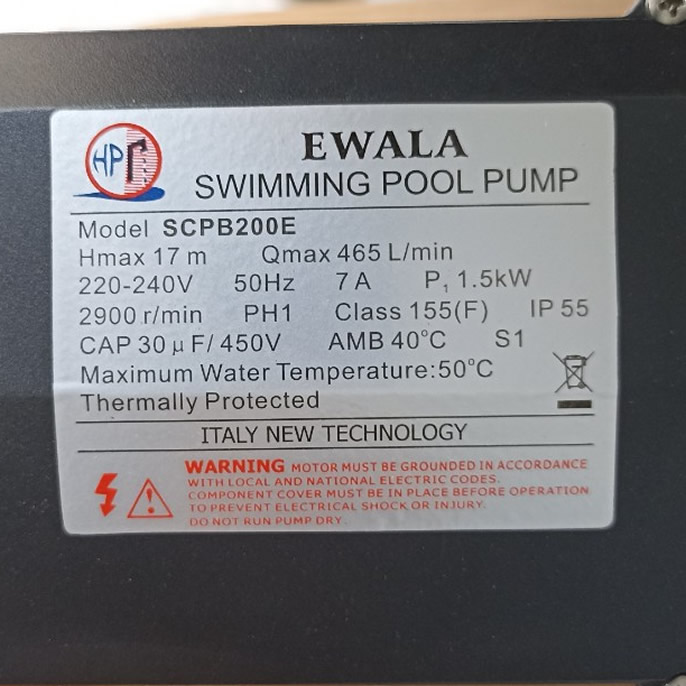 HP
EWALA
SWIMMING POOL PUMP
Model SCPB200E
Hmax 17 m Qmax 465 L/min
220-240V 50Hz 7 A P₁ 1.5kW
2900 r/min PH1 Class 155(F) IP 55
CAP 30 μF/ 450V AMB 40°C S1
Maximum Water Temperature:50°C
Thermally Protected
ITALY NEW TECHNOLOGY
WARNING MOTOR MUST BE GROUNDED IN ACCORDANCE
WITH LOCAL AND NATIONAL ELECTRIC CODES.
COMPONENT COVER MUST BE IN PLACE BEFORE OPERATION
TO PREVENT ELECTRICAL SHOCK OR INJURY.
DO NOT RUN PUMP DRY.